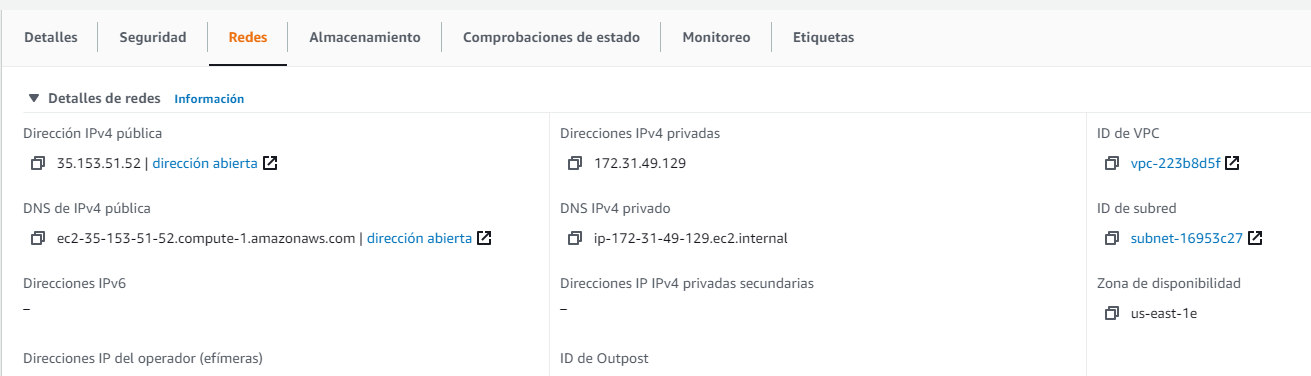 Detalles Seguridad Redes Almacenamiento Comprobaciones de estado Monitoreo Etiquetas
Detalles de redes Información
Dirección IPv4 pública
35.153.51.52 | dirección abierta
DNS de IPv4 pública
ec2-35-153-51-52.compute-1.amazonaws.com | dirección abierta
Direcciones IPv6
–
Direcciones IP del operador (efímeras)
Direcciones IPv4 privadas
172.31.49.129
DNS IPv4 privado
ip-172-31-49-129.ec2.internal
Direcciones IP IPv4 privadas secundarias
–
ID de Outpost
ID de VPC
vpc-223b8d5f
ID de subred
subnet-16953c27
Zona de disponibilidad
us-east-1e